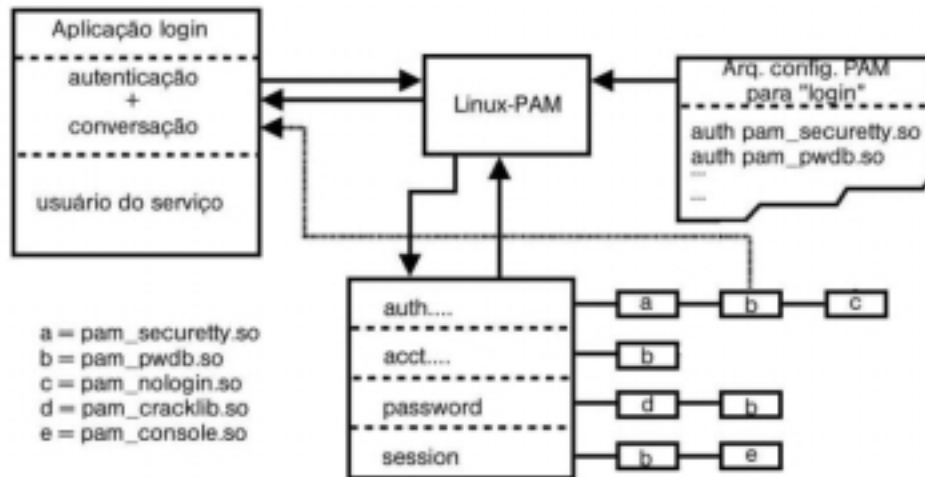 Aplicação login
autenticação
+
conversação
usuário do serviço
Linux-PAM
Arq. config. PAM
para "login"
auth pam_securetty.so
auth pam_pwdb.so
...
...
auth....
a
b
c
acct....
b
password
d
b
session
b
e
a = pam_securetty.so
b = pam_pwdb.so
c = pam_nologin.so
d = pam_cracklib.so
e = pam_console.so